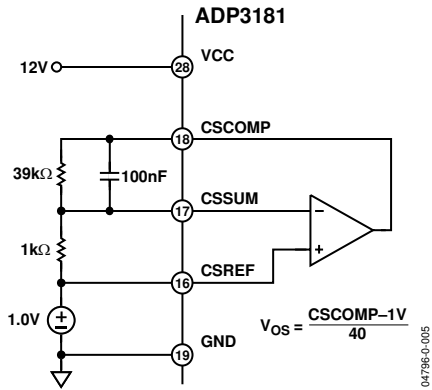 ADP3181
VCC
12V
28
CSCOMP
18
39kΩ
100nF
CSSUM
17
–
1kΩ
+
CSREF
16
1.0V
+
–
VOS = CSCOMP–1V
40
GND
19
04796-0-005